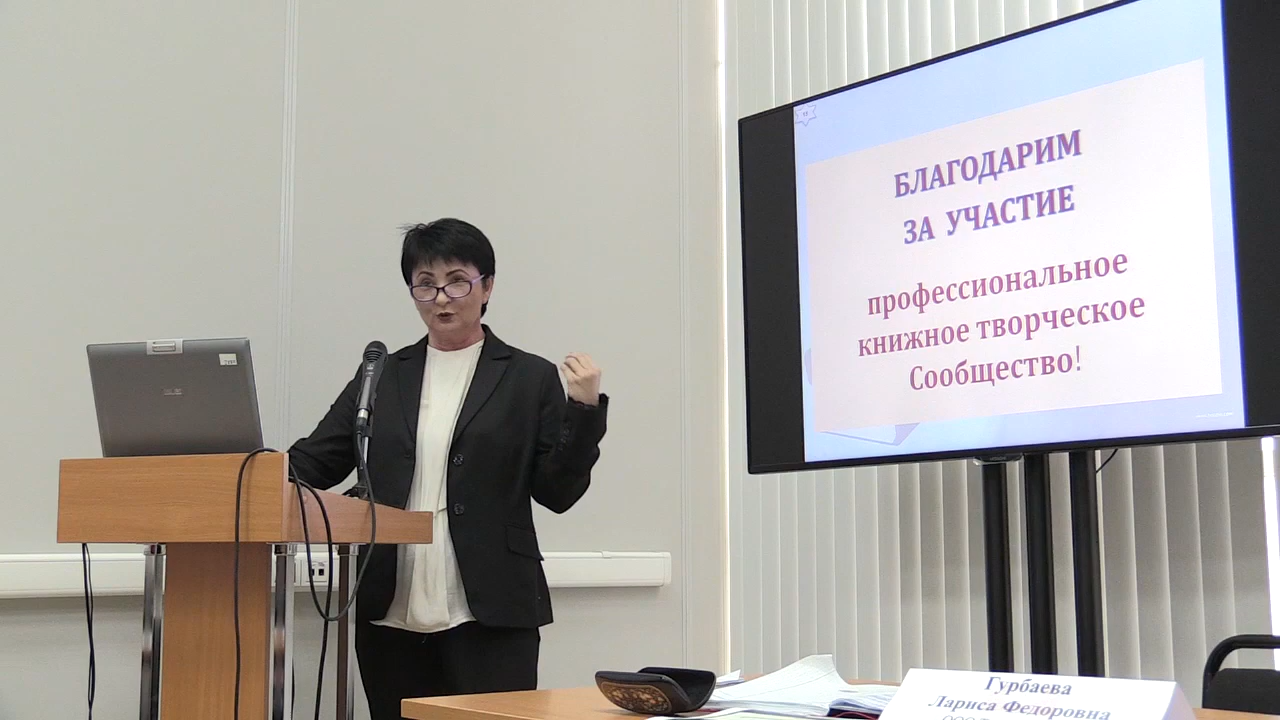 БЛАГОДАРИМ
ЗА УЧАСТИЕ
профессиональное
книжное творческое
Сообщество!
Гурбаева
Лариса Федоровна